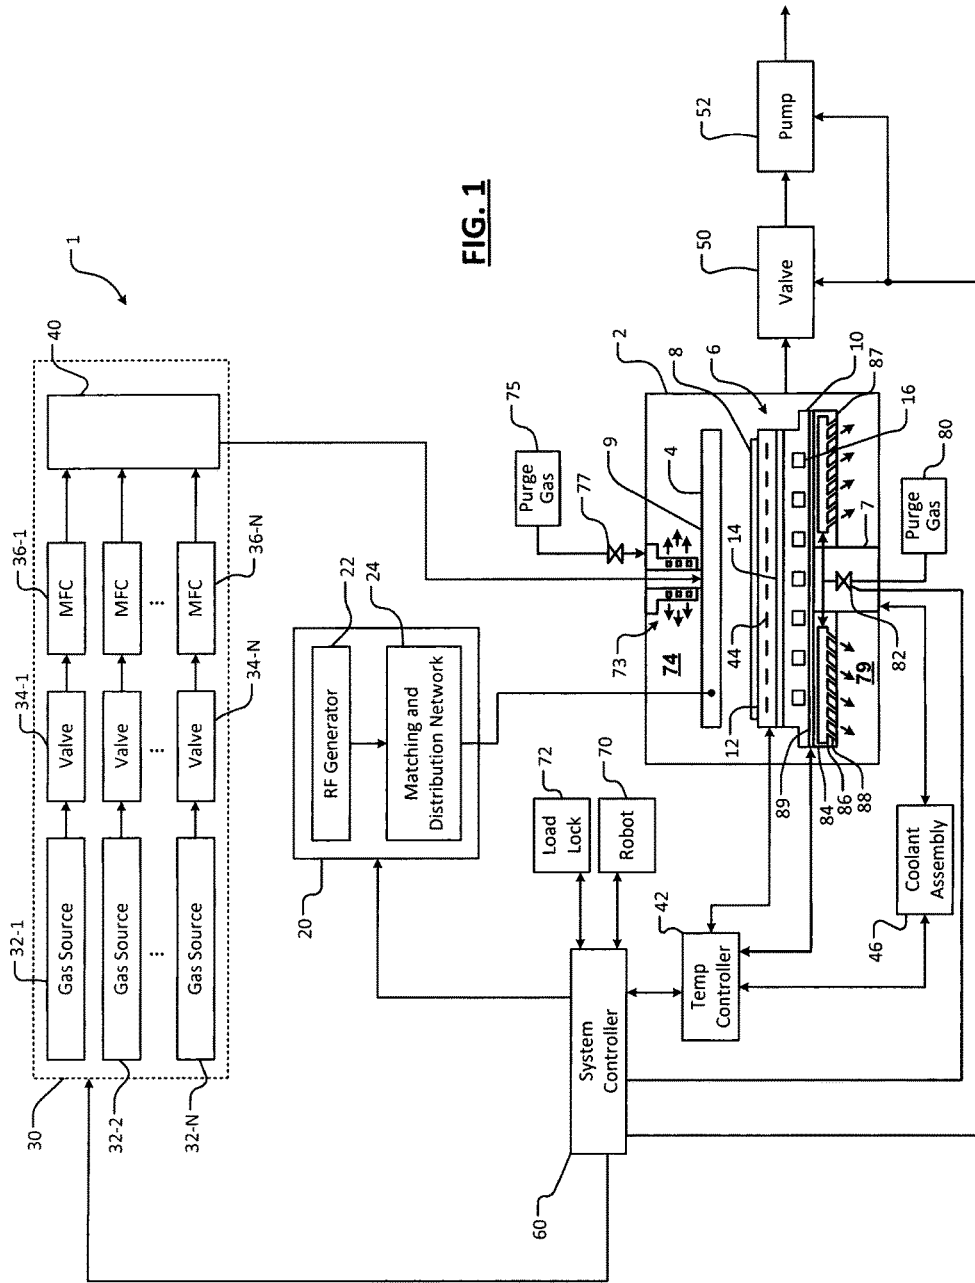 FIG. 1
1
30
32-1
Gas Source
34-1
Valve
36-1
MFC
40
32-2
Gas Source
Valve
MFC
...
...
...
32-N
Gas Source
34-N
Valve
36-N
MFC
20
22
RF Generator
24
Matching and
Distribution Network
75
Purge
Gas
77
9
4
73
74
2
8
6
10
87
16
80
Purge
Gas
7
14
44
12
89
84
86
88
79
82
50
Valve
52
Pump
72
Load
Lock
70
Robot
60
System
Controller
42
Temp
Controller
46
Coolant
Assembly